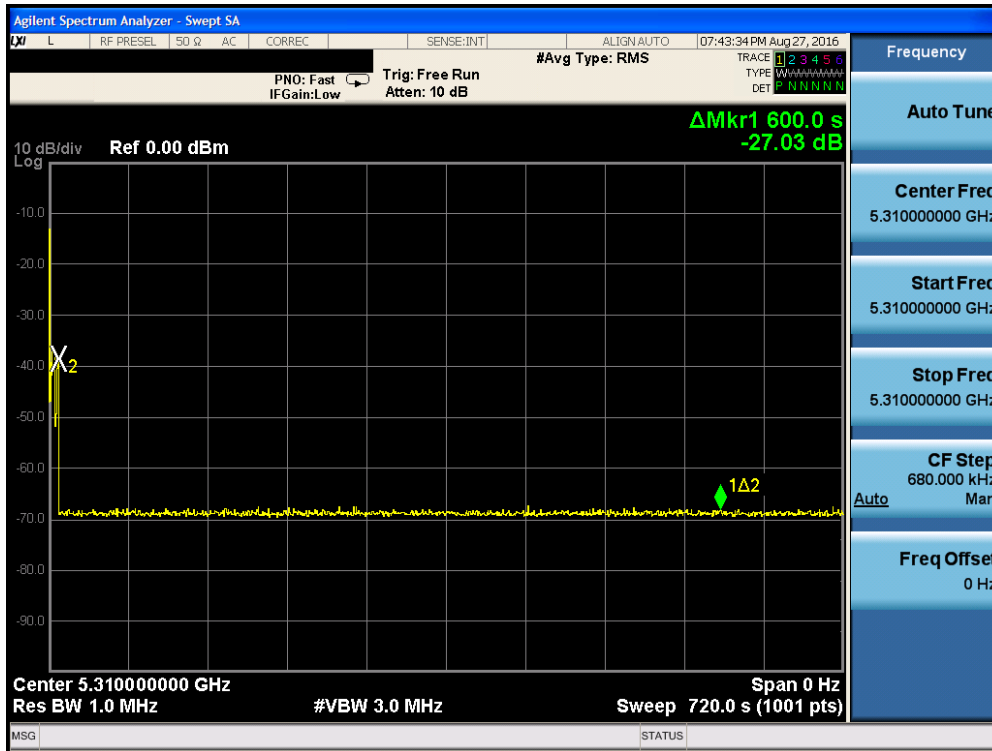 Agilent Spectrum Analyzer - Swept SA
LXI L RF PRESEL 50 Ω AC CORREC SENSE:INT ALIGN AUTO 07:43:34 PM Aug 27, 2016
#Avg Type: RMS
TRACE 1 2 3 4 5 6
TYPE WWWWWW
DET P N N N N N
PNO: Fast
IFGain:Low
Trig: Free Run
Atten: 10 dB
ΔMkr1 600.0 s
-27.03 dB
10 dB/div Ref 0.00 dBm
Log
-10.0
-20.0
-30.0
-40.0
-50.0
-60.0
-70.0
-80.0
-90.0
2
1Δ2
Center 5.310000000 GHz Span 0 Hz
Res BW 1.0 MHz #VBW 3.0 MHz Sweep 720.0 s (1001 pts)
MSG STATUS
Frequency
Auto Tune
Center Freq
5.310000000 GHz
Start Freq
5.310000000 GHz
Stop Freq
5.310000000 GHz
CF Step
680.000 kHz
Auto Man
Freq Offset
0 Hz